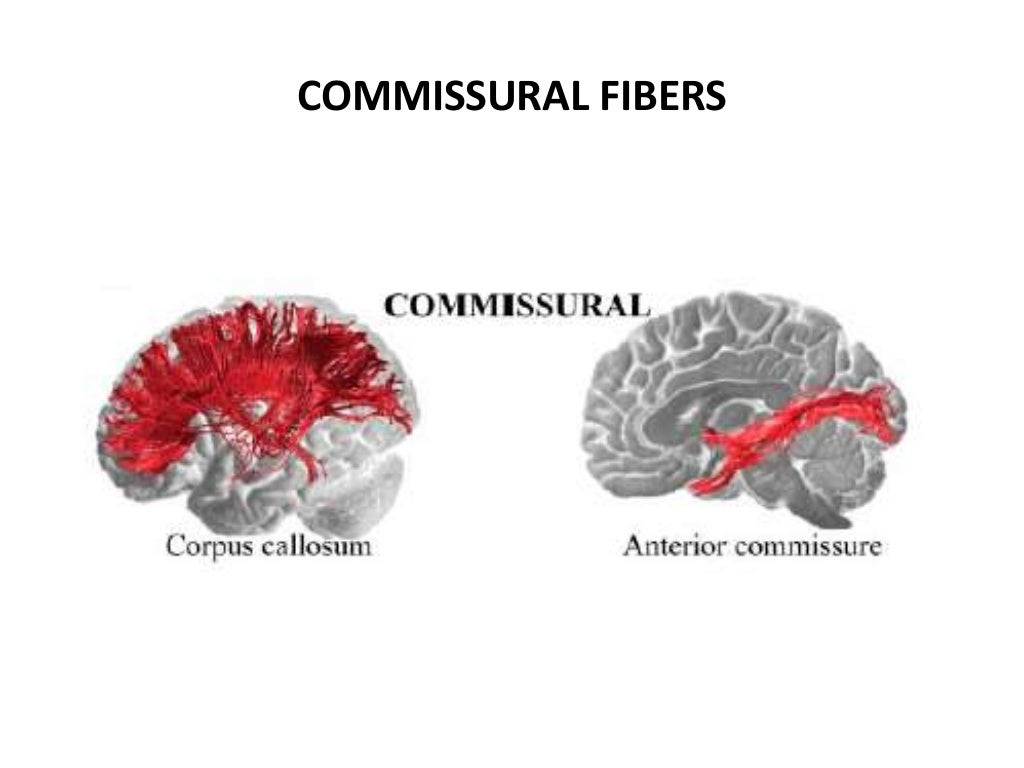 COMMISSURAL FIBERS
COMMISSURAL
Corpus callosum
Anterior commissure